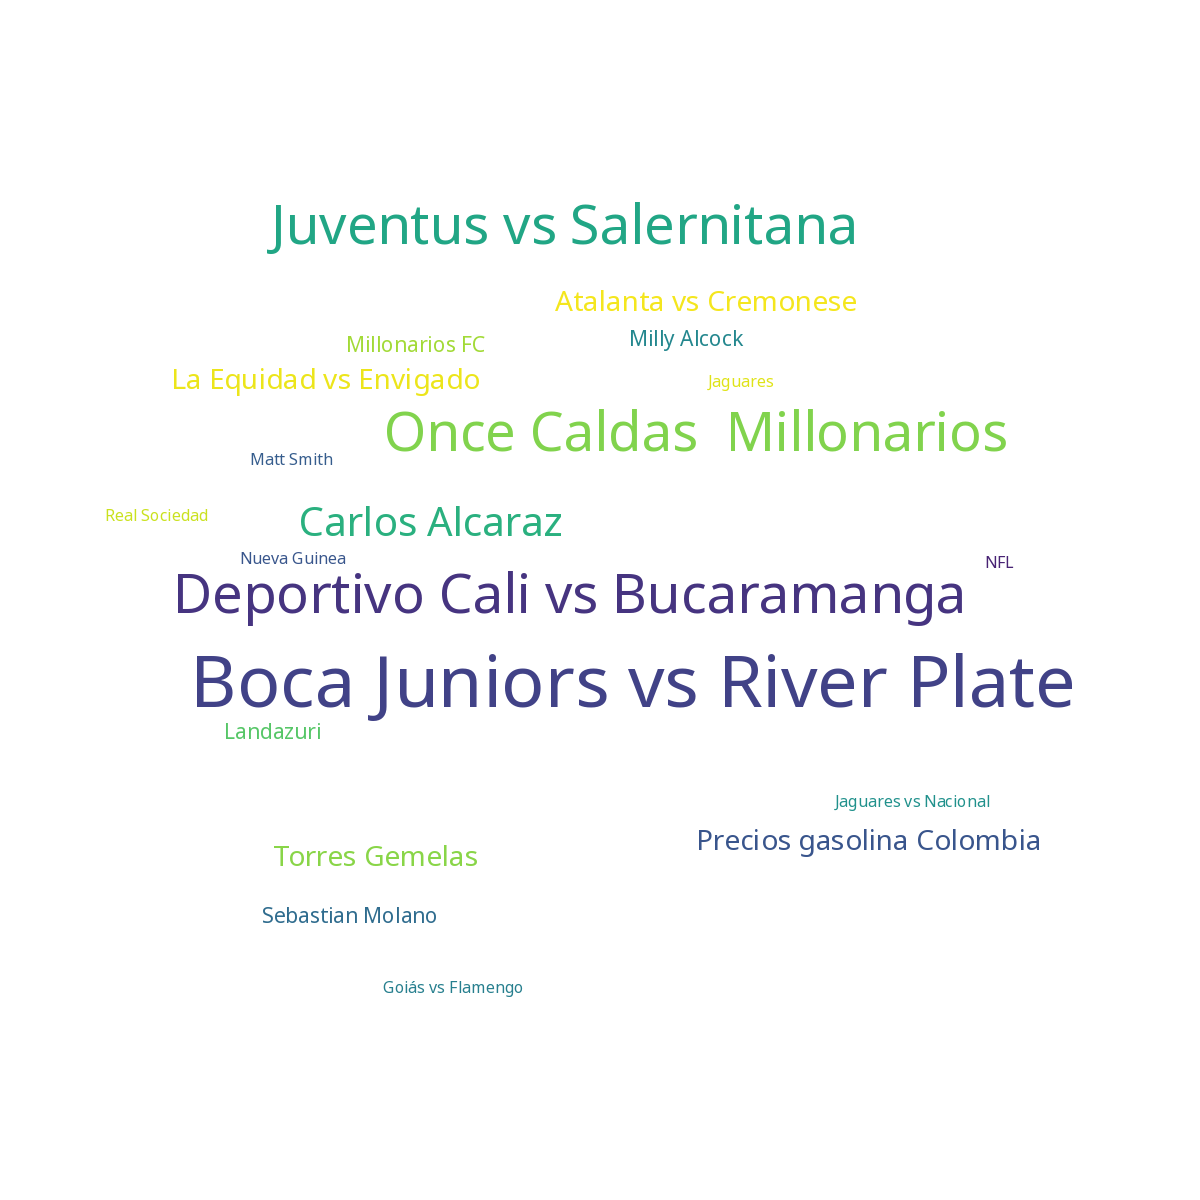 Juventus vs Salernitana
Atalanta vs Cremonese
Milly Alcock
Millonarios FC
La Equidad vs Envigado
Jaguares
Once Caldas Millonarios
Matt Smith
Real Sociedad
Carlos Alcaraz
Nueva Guinea
NFL
Deportivo Cali vs Bucaramanga
Boca Juniors vs River Plate
Landazuri
Jaguares vs Nacional
Precios gasolina Colombia
Torres Gemelas
Sebastian Molano
Goiás vs Flamengo